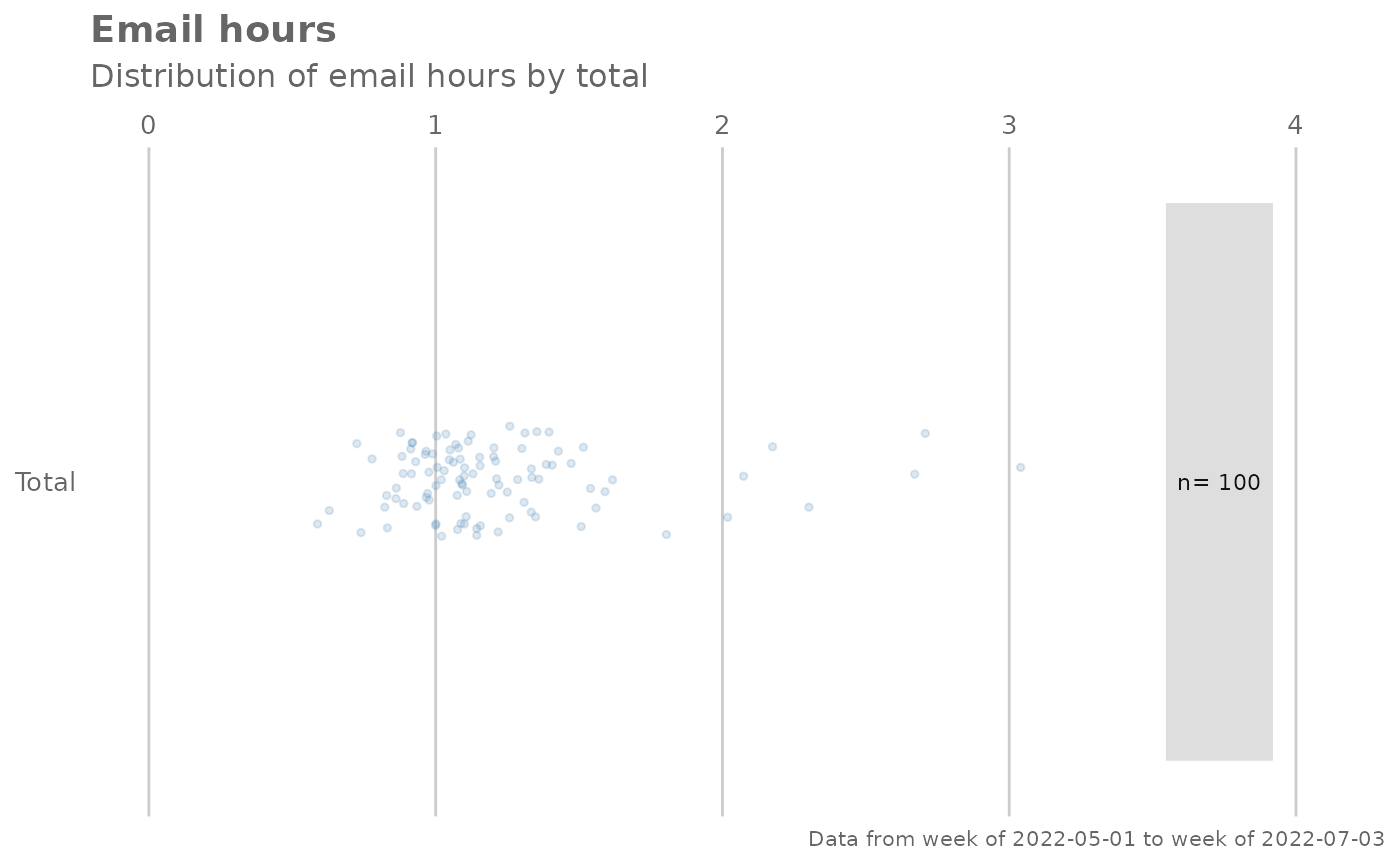 Email hours
Distribution of email hours by total
0 1 2 3 4
Total
n= 100
Data from week of 2022-05-01 to week of 2022-07-03